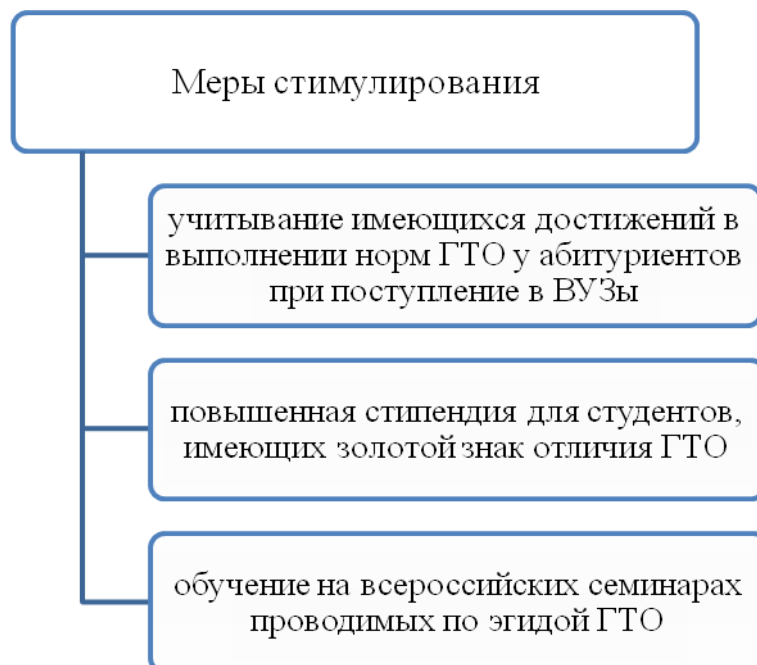 Меры стимулирования
учитывание имеющихся достижений в
выполнении норм ГТО у абитуриентов
при поступление в ВУЗы
повышенная стипендия для студентов,
имеющих золотой знак отличия ГТО
обучение на всероссийских семинарах
проводимых по эгидой ГТО